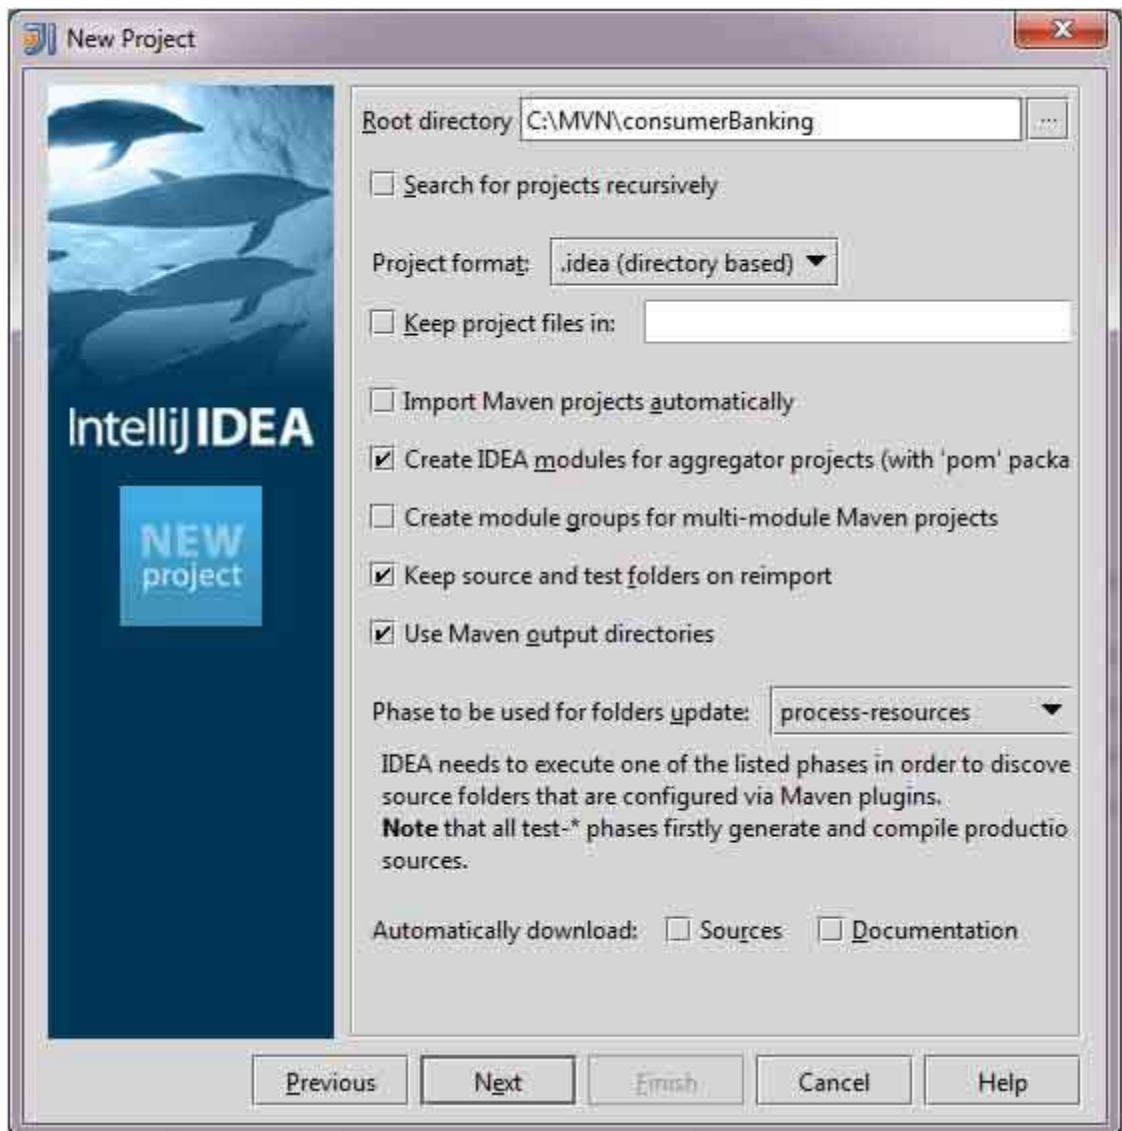 New Project
Root directory C:\MVN\consumerBanking ...
Search for projects recursively
Project format: .idea (directory based)
Keep project files in:
Import Maven projects automatically
IntelliJ IDEA
Create IDEA modules for aggregator projects (with 'pom' packa
Create module groups for multi-module Maven projects
NEW
project
Keep source and test folders on reimport
Use Maven output directories
Phase to be used for folders update: process-resources
IDEA needs to execute one of the listed phases in order to discove
source folders that are configured via Maven plugins.
Note that all test-* phases firstly generate and compile productio
sources.
Automatically download: Sources Documentation
Previous Next Finish Cancel Help